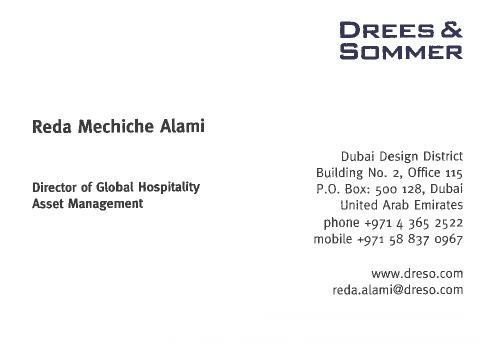 DREES &
SOMMER
Reda Mechiche Alami
Director of Global Hospitality
Asset Management
Dubai Design District
Building No. 2, Office 115
P.O. Box: 500 128, Dubai
United Arab Emirates
phone +971 4 365 2522
mobile +971 58 837 0967
www.dreso.com
reda.alami@dreso.com